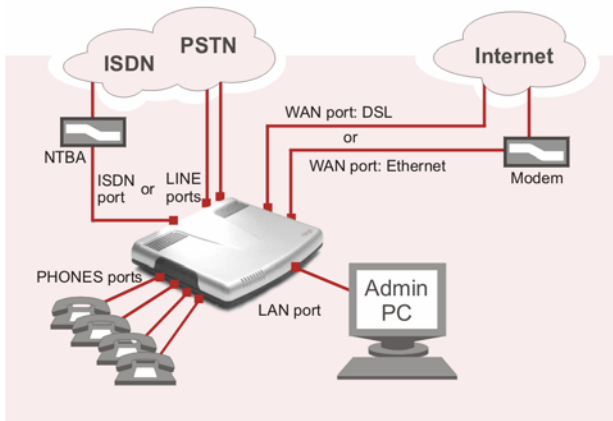 ISDN
PSTN
Internet
WAN port: DSL
or
WAN port: Ethernet
NTBA
Modem
ISDN
port
or
LINE
ports
PHONES ports
LAN port
Admin
PC